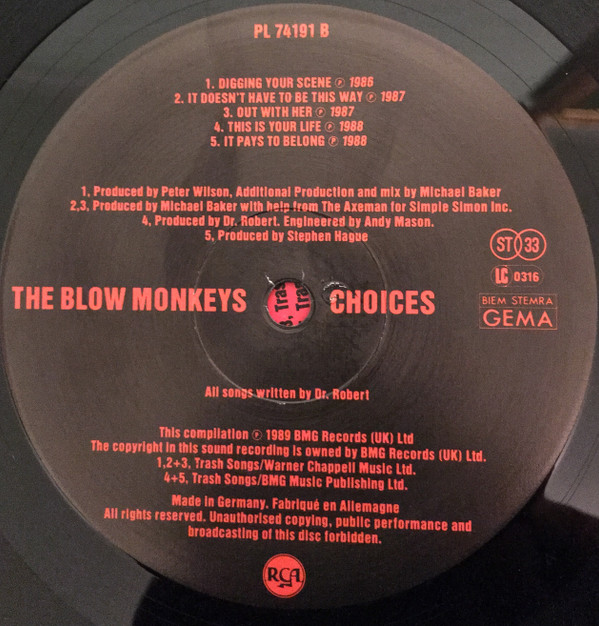 PL 74191 B
1. DIGGING YOUR SCENE ℗ 1986
2. IT DOESN'T HAVE TO BE THIS WAY ℗ 1987
3. OUT WITH HER ℗ 1987
4. THIS IS YOUR LIFE ℗ 1988
5. IT PAYS TO BELONG ℗ 1988
1, Produced by Peter Wilson, Additional Production and mix by Michael Baker
2,3, Produced by Michael Baker with help from The Axeman for Simple Simon Inc.
4, Produced by Dr. Robert. Engineered by Andy Mason.
5, Produced by Stephen Hague
ST 33
LC 0316
BIEM STEMRA
GEMA
THE BLOW MONKEYS CHOICES
All songs written by Dr. Robert
This compilation ℗ 1989 BMG Records (UK) Ltd
The copyright in this sound recording is owned by BMG Records (UK) Ltd.
1,2+3, Trash Songs/Warner Chappell Music Ltd.
4+5, Trash Songs/BMG Music Publishing Ltd.
Made in Germany. Fabriqué en Allemagne
All rights reserved. Unauthorised copying, public performance and
broadcasting of this disc forbidden.
RCA